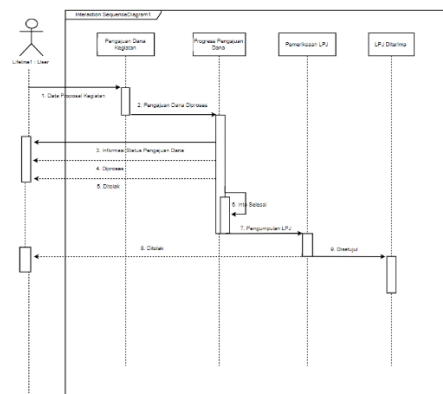 Interaction SequenceDiagram1
Pengajuan Dana
Kegiatan
Progress Pengajuan
Dana
Pemeriksaan LPJ
LPJ Diterima
Lifeline1 : User
1. Data Proposal Kegiatan
2. Pengajuan Dana Diproses
3. Informasi Status Pengajuan Dana
4. Diproses
5. Ditolak
6. Info Selesai
7. Pengumpulan LPJ
8. Ditolak
9. Disetujui